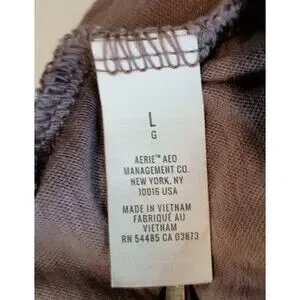 L
G
AERIE™ AEO
MANAGEMENT CO.
NEW YORK, NY
10016 USA
MADE IN VIETNAM
FABRIQUÉ AU
VIETNAM
RN 54485 CA 03873